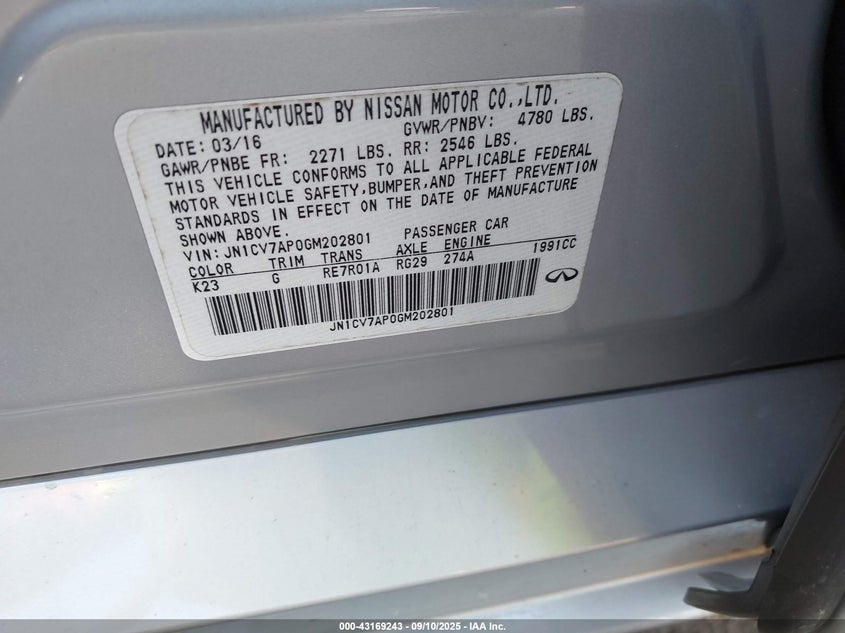 MANUFACTURED BY NISSAN MOTOR CO.,LTD.
DATE: 03/16 GVWR/PNBV: 4780 LBS.
GAWR/PNBE FR: 2271 LBS. RR: 2546 LBS.
THIS VEHICLE CONFORMS TO ALL APPLICABLE FEDERAL
MOTOR VEHICLE SAFETY,BUMPER,AND THEFT PREVENTION
STANDARDS IN EFFECT ON THE DATE OF MANUFACTURE
SHOWN ABOVE.
VIN: JN1CV7AP0GM202801 PASSENGER CAR
COLOR TRIM TRANS AXLE ENGINE
K23 G RE7R01A RG29 274A 1991CC
JN1CV7AP0GM202801
000-43169243 - 09/10/2025 - IAA Inc.